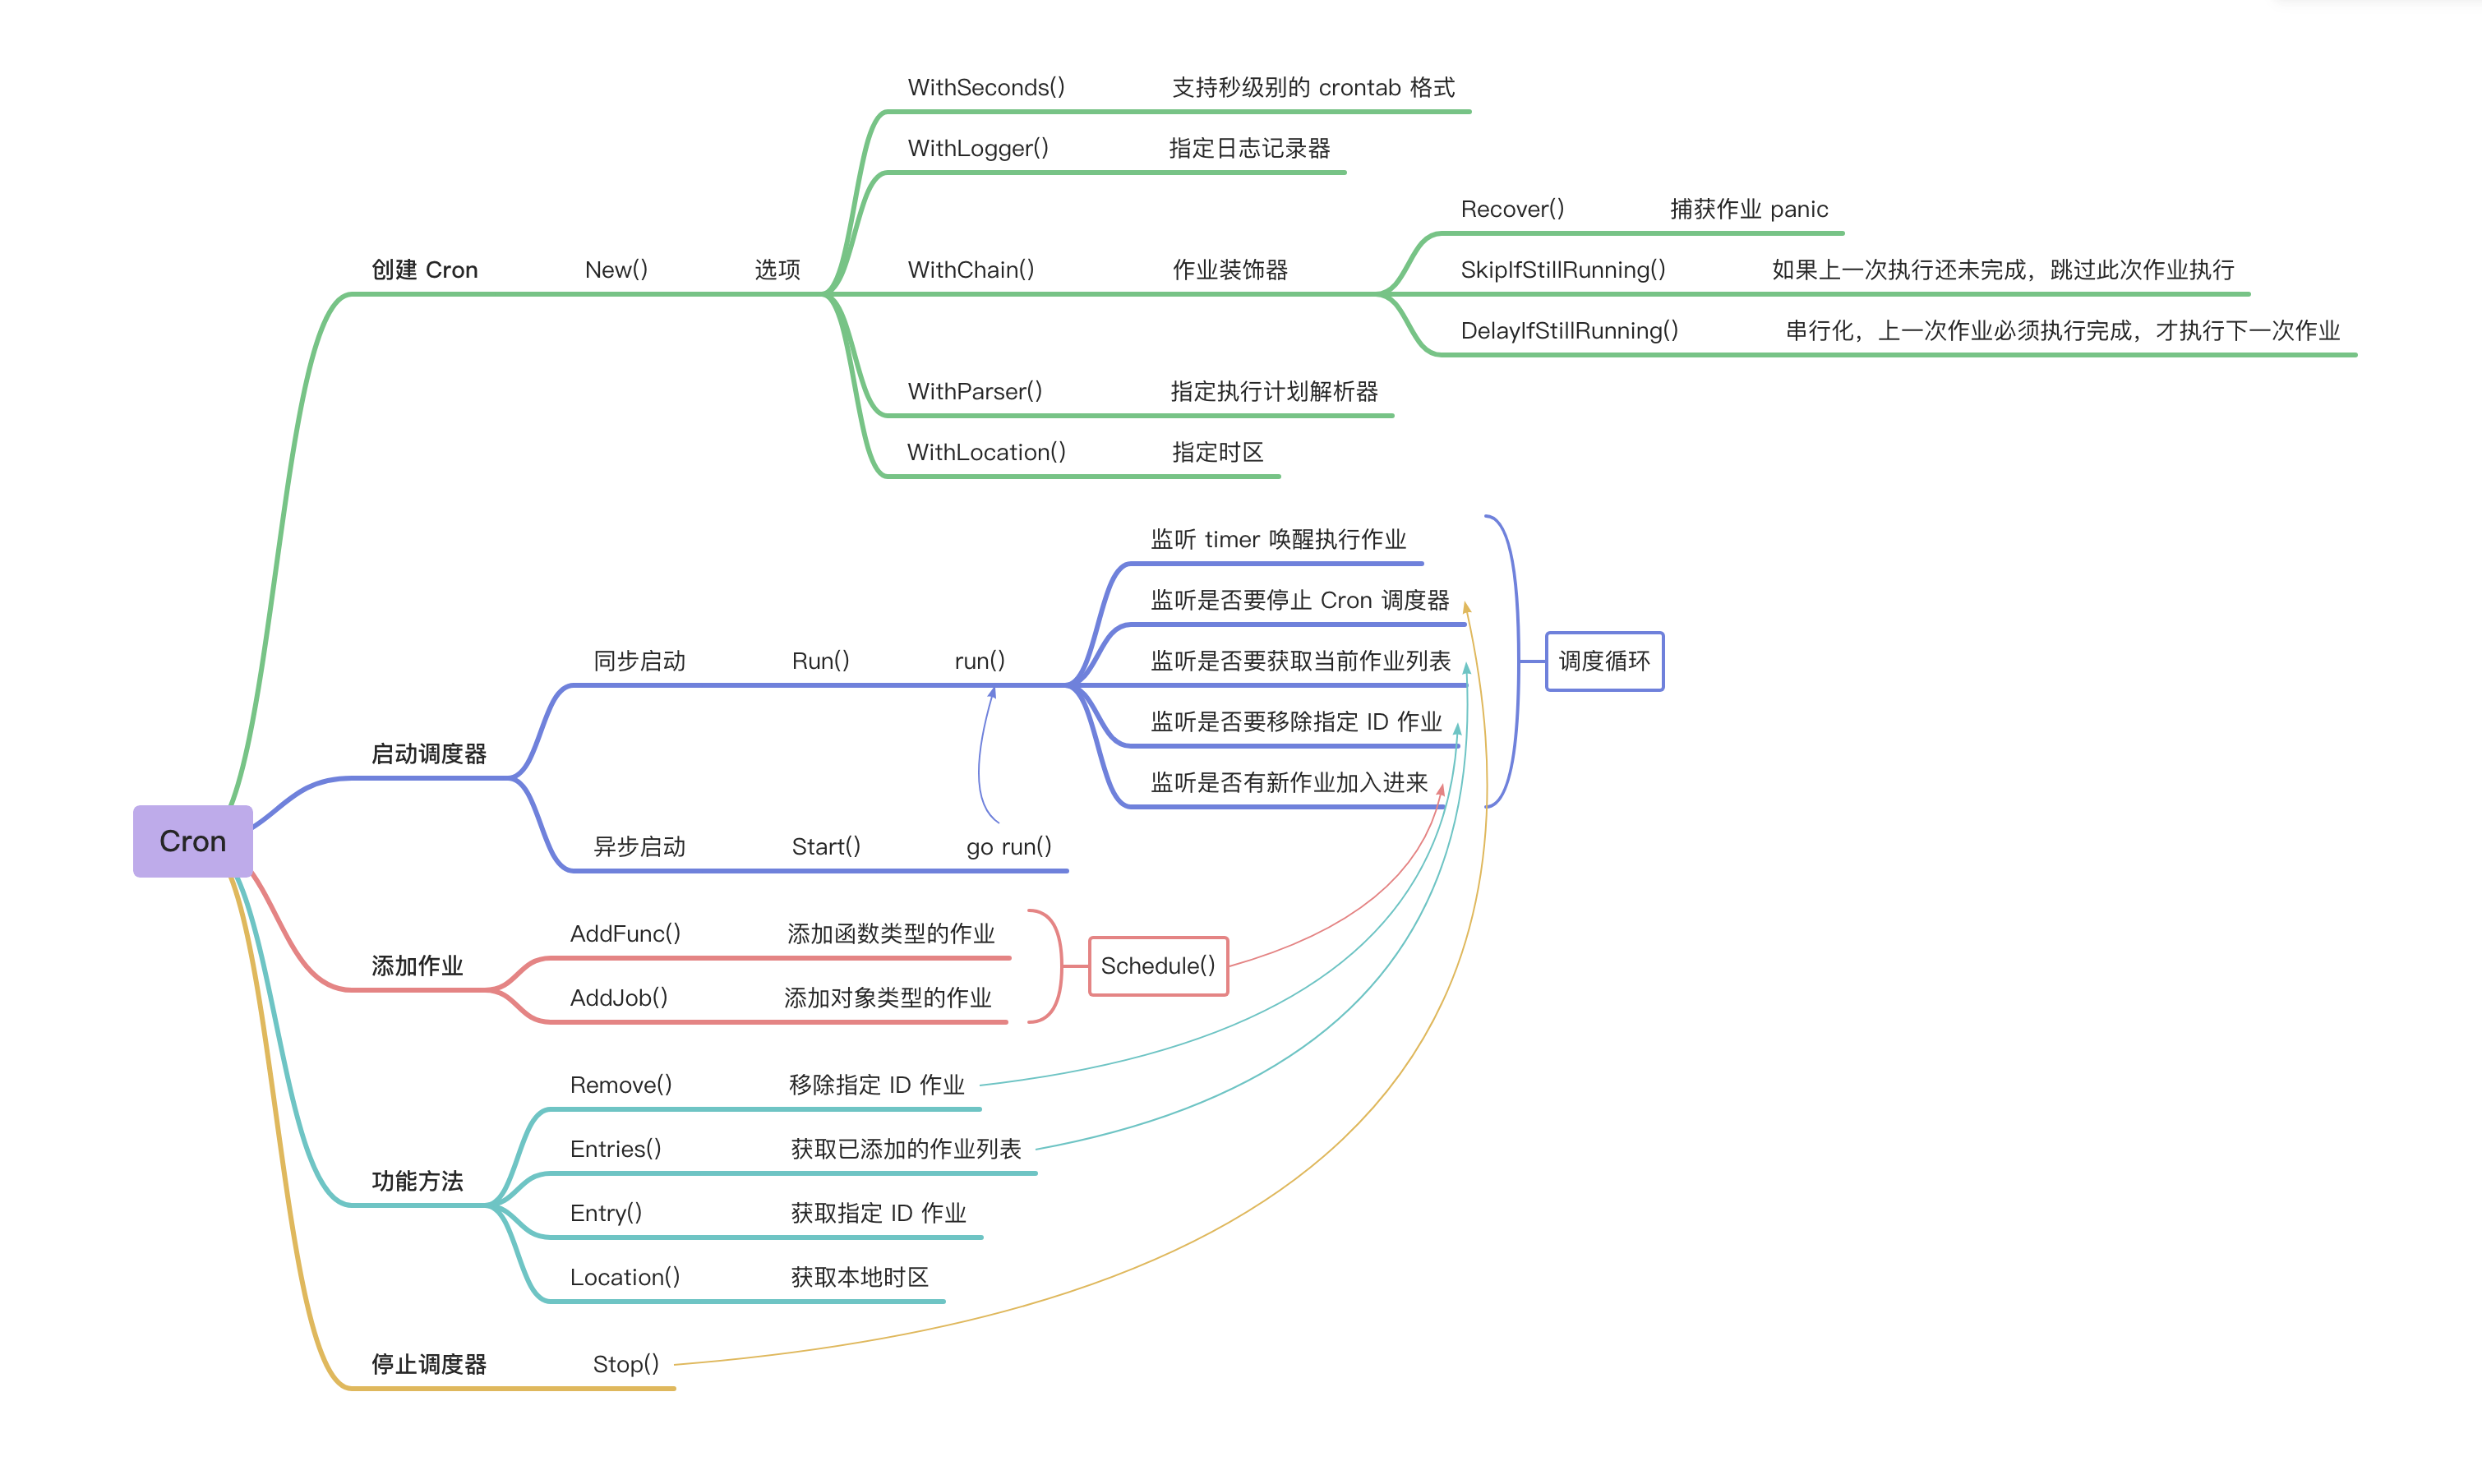 WithSeconds() 支持秒级别的 crontab 格式
WithLogger() 指定日志记录器
Recover() 捕获作业 panic
创建 Cron New() 选项 WithChain() 作业装饰器 SkipIfStillRunning() 如果上一次执行还未完成，跳过此次作业执行
DelayIfStillRunning() 串行化，上一次作业必须执行完成，才执行下一次作业
WithParser() 指定执行计划解析器
WithLocation() 指定时区
监听 timer 唤醒执行作业
监听是否要停止 Cron 调度器
同步启动 Run() run() 监听是否要获取当前作业列表 调度循环
监听是否要移除指定 ID 作业
启动调度器
监听是否有新作业加入进来
Cron
异步启动 Start() go run()
AddFunc() 添加函数类型的作业
添加作业 Schedule()
AddJob() 添加对象类型的作业
Remove() 移除指定 ID 作业
Entries() 获取已添加的作业列表
功能方法
Entry() 获取指定 ID 作业
Location() 获取本地时区
停止调度器 Stop()